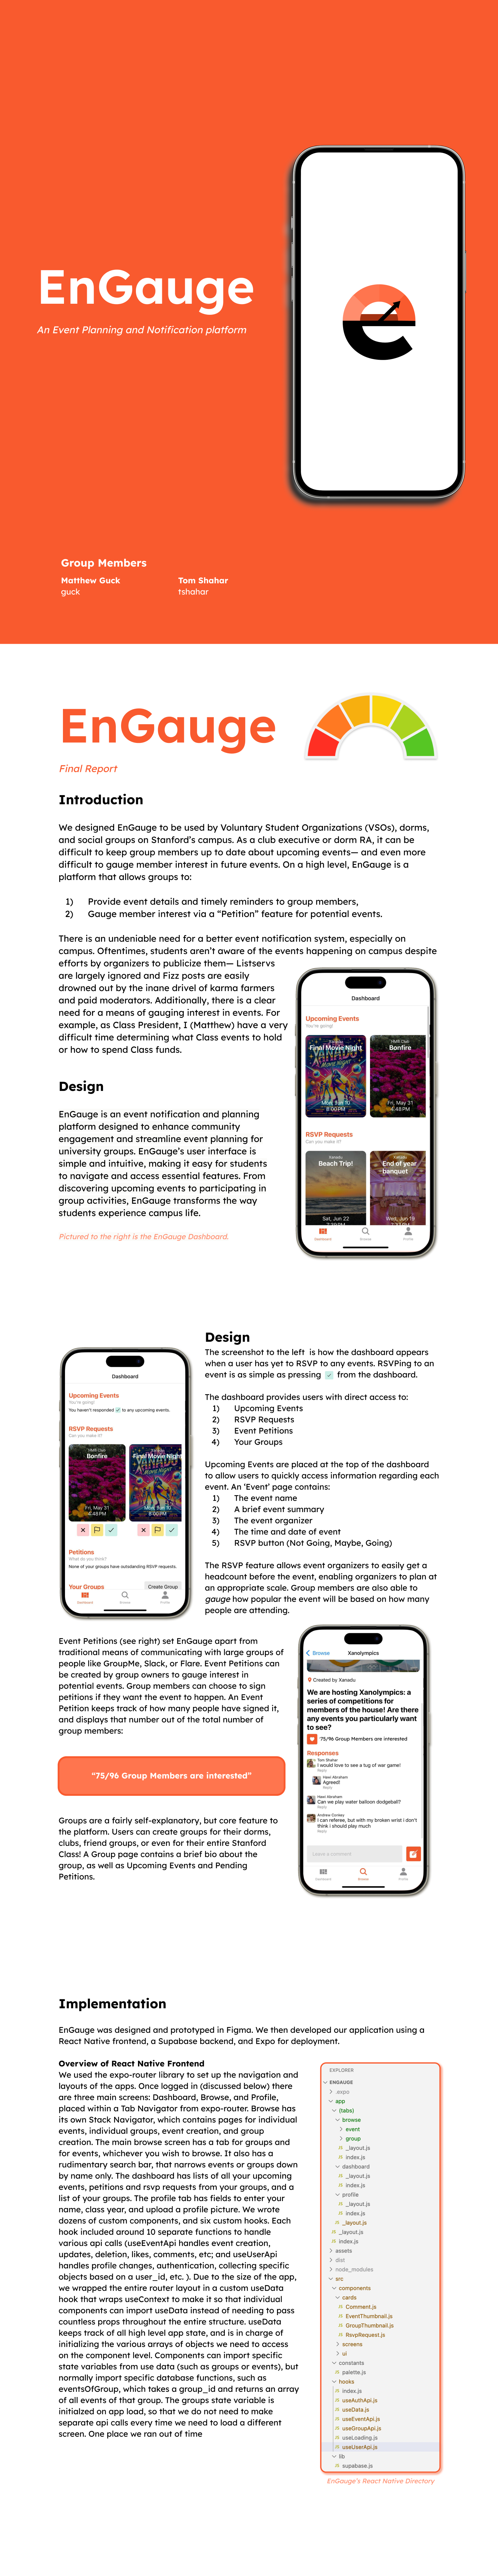 EnGauge
An Event Planning and Notification platform
Group Members
Matthew Guck
guck
Tom Shahar
tshahar
EnGauge
Final Report
Introduction
We designed EnGauge to be used by Voluntary Student Organizations (VSOs), dorms,
and social groups on Stanford's campus. As a club executive or dorm RA, it can be
difficult to keep group members up to date about upcoming events— and even more
difficult to gauge member interest in future events. On a high level, EnGauge is a
platform that allows groups to:
1) Provide event details and timely reminders to group members,
2) Gauge member interest via a “Petition” feature for potential events.
There is an undeniable need for a better event notification system, especially on
campus. Oftentimes, students aren't aware of the events happening on campus despite
efforts by organizers to publicize them— Listservs
are largely ignored and Fizz posts are easily
drowned out by the inane drivel of karma farmers
and paid moderators. Additionally, there is a clear
need for a means of gauging interest in events. For
example, as Class President, I (Matthew) have a very
difficult time determining what Class events to hold
or how to spend Class funds.
Dashboard
Upcoming Events
You're going!
Final Movie Night
Mon, Jun 10
8:00PM
HMB Club
Bonfire
Fri, May 31
4:48PM
RSVP Requests
Can you make it?
Xanadu
Beach Trip!
Sat, Jun 22
Xanadu
End of year
banquet
Wed, Jun 19
Dashboard
Browse
Profile
Design
EnGauge is an event notification and planning
platform designed to enhance community
engagement and streamline event planning for
university groups. EnGauge's user interface is
simple and intuitive, making it easy for students
to navigate and access essential features. From
discovering upcoming events to participating in
group activities, EnGauge transforms the way
students experience campus life.
Pictured to the right is the EnGauge Dashboard.
Dashboard
Upcoming Events
You're going!
You haven't responded ✓ to any upcoming events.
RSVP Requests
Can you make it?
HMB Club
Bonfire
Fri, May 31
4:48PM
Final Movie Night
Mon, Jun 10
8:00PM
Petitions
What do you think?
None of your groups have outstanding RSVP requests.
Your Groups
Create Group
Dashboard
Browse
Profile
Design
The screenshot to the left is how the dashboard appears
when a user has yet to RSVP to any events. RSVPing to an
event is as simple as pressing ✓ from the dashboard.
The dashboard provides users with direct access to:
1) Upcoming Events
2) RSVP Requests
3) Event Petitions
4) Your Groups
Upcoming Events are placed at the top of the dashboard
to allow users to quickly access information regarding each
event. An ‘Event’ page contains:
1) The event name
2) A brief event summary
3) The event organizer
4) The time and date of event
5) RSVP button (Not Going, Maybe, Going)
The RSVP feature allows event organizers to easily get a
headcount before the event, enabling organizers to plan at
an appropriate scale. Group members are also able to
gauge how popular the event will be based on how many
people are attending.
Event Petitions (see right) set EnGauge apart from
traditional means of communicating with large groups of
people like GroupMe, Slack, or Flare. Event Petitions can
be created by group owners to gauge interest in
potential events. Group members can choose to sign
petitions if they want the event to happen. An Event
Petition keeps track of how many people have signed it,
and displays that number out of the total number of
group members:
“75/96 Group Members are interested”
Groups are a fairly self-explanatory, but core feature to
the platform. Users can create groups for their dorms,
clubs, friend groups, or even for their entire Stanford
Class! A Group page contains a brief bio about the
group, as well as Upcoming Events and Pending
Petitions.
Browse
Xanolympics
Created by Xanadu
We are hosting Xanolympics: a
series of competitions for
members of the house! Are there
any events you particularly want
to see?
75/96 Group Members are interested
Responses
Tom Shahar
I would love to see a tug of war game!
Reply
Hawi Abraham
Agreed!
Reply
Hawi Abraham
Can we play water balloon dodgeball?
Reply
Andrew Conkey
I can referee, but with my broken wrist I don't
think I should play much
Reply
Leave a comment
Dashboard
Browse
Profile
Implementation
EnGauge was designed and prototyped in Figma. We then developed our application using a
React Native frontend, a Supabase backend, and Expo for deployment.
Overview of React Native Frontend
We used the expo-router library to set up the navigation and
layouts of the apps. Once logged in (discussed below) there
are three main screens: Dashboard, Browse, and Profile,
placed within a Tab Navigator from expo-router. Browse has
its own Stack Navigator, which contains pages for individual
events, individual groups, event creation, and group
creation. The main browse screen has a tab for groups and
for events, whichever you wish to browse. It also has a
rudimentary search bar, that narrows events or groups down
by name only. The dashboard has lists of all your upcoming
events, petitions and rsvp requests from your groups, and a
list of your groups. The profile tab has fields to enter your
name, class year, and upload profile picture. We wrote
dozens of custom components, and six custom hooks. Each
hook included around 10 separate functions to handle
various api calls (useEventApi handles event creation,
updates, deletion, likes, comments, etc; and useUserApi
handles profile changes, authentication, collecting specific
objects based on a user_id, etc. ). Due to the size of the app,
we wrapped the entire outer layout in a custom useData
hook that wraps useContext to make it so that individual
components can import useData instead of needing to pass
countless props throughout the entire structure. useData
keeps track of all high level app state, and is in charge of
initializing the various arrays of objects we need to access
on the component level. Components can import specific
state variables from use data (such as groups or events), but
normally import specific database functions, such as
eventsOfGroup, which takes a group_id and returns an array
of all events of that group. The groups state variable is
initialized on app load, so that we do not need to make
separate api calls every time we need to load a different
screen. One place we ran out of time
EXPLORER
ENGAUGE
.expo
app
(tabs)
browse
event
group
_layout.js
index.js
dashboard
_layout.js
index.js
profile
_layout.js
index.js
_layout.js
_layout.js
index.js
assets
dist
node_modules
src
components
cards
Comment.js
EventThumbnail.js
GroupThumbnail.js
RsvpRequest.js
screens
ui
constants
palette.js
hooks
index.js
useAuthApi.js
useData.js
useEventApi.js
useGroupApi.js
useLoading.js
useUserApi.js
lib
supabase.js
EnGauge's React Native Directory